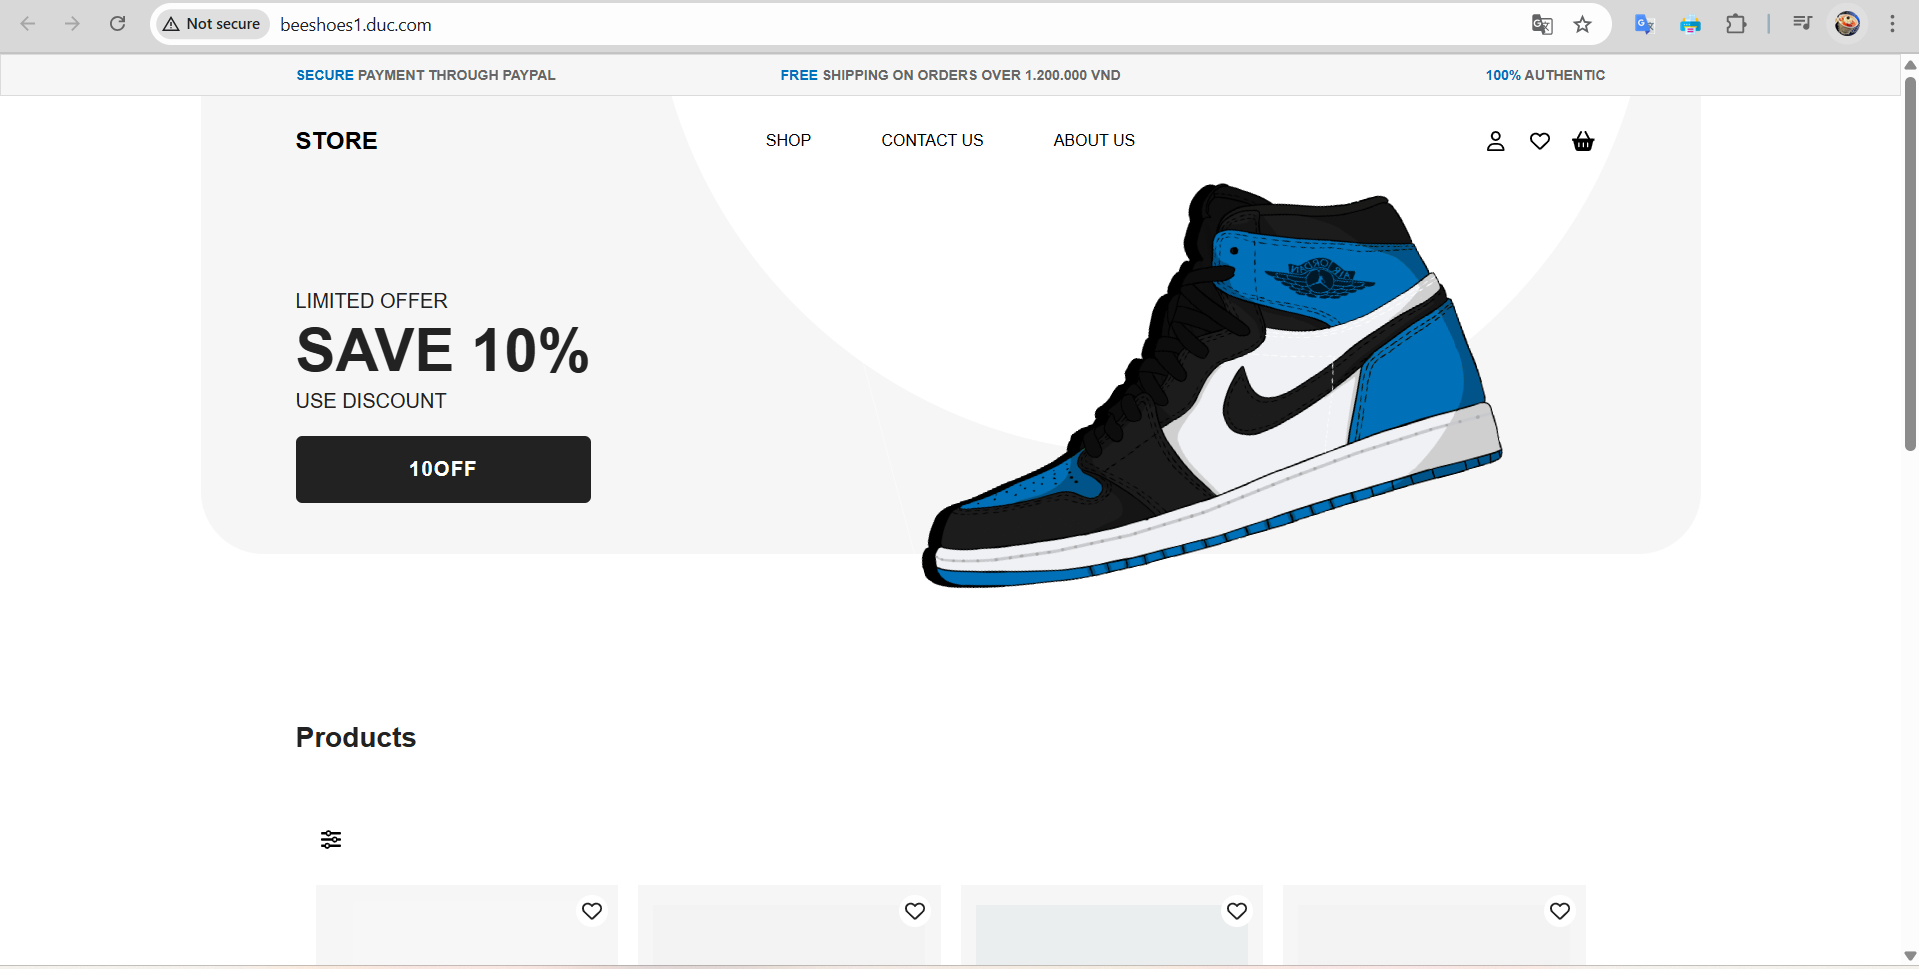 Not secure
beeshoes1.duc.com
SECURE PAYMENT THROUGH PAYPAL
FREE SHIPPING ON ORDERS OVER 1.200.000 VND
100% AUTHENTIC
STORE
SHOP
CONTACT US
ABOUT US
LIMITED OFFER
SAVE 10%
USE DISCOUNT
10OFF
Products